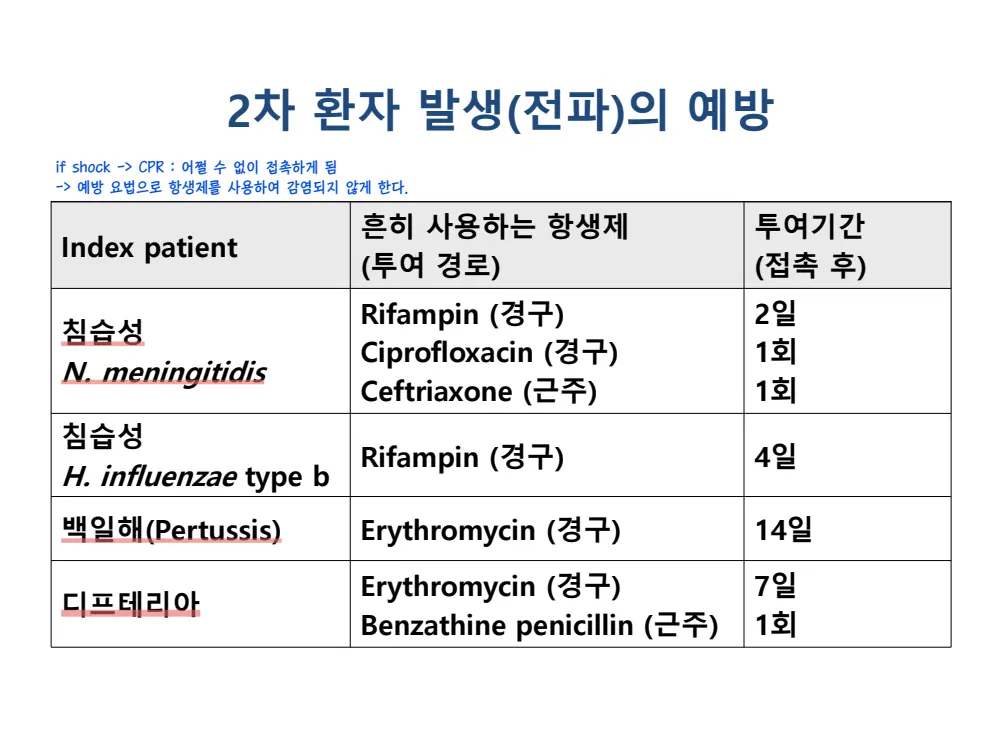 2차 환자 발생(전파)의 예방
if shock -> CPR : 어쩔 수 없이 접촉하게 됨
-> 예방 요법으로 항생제를 사용하여 감염되지 않게 한다.
Index patient
흔히 사용하는 항생제
(투여 경로)
투여기간
(접촉 후)
침습성
N. meningitidis
Rifampin (경구)
Ciprofloxacin (경구)
Ceftriaxone (근주)
2일
1회
1회
침습성
H. influenzae type b
Rifampin (경구)
4일
백일해(Pertussis)
Erythromycin (경구)
14일
디프테리아
Erythromycin (경구)
Benzathine penicillin (근주)
7일
1회